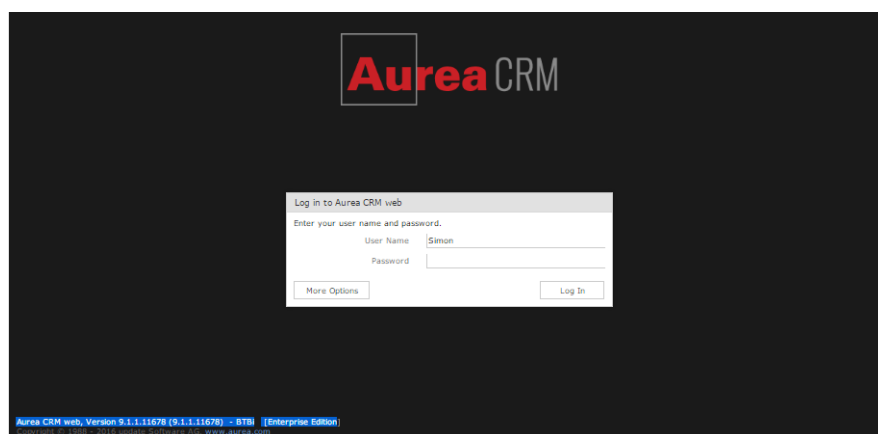 Aurea CRM
Log in to Aurea CRM web
Enter your user name and password.
User Name Simon
Password
More Options Log In
Aurea CRM web, Version 9.1.1.11678 (9.1.1.11678) - BTBi [Enterprise Edition]
Copyright © 1988 - 2016 update Software AG. www.aurea.com